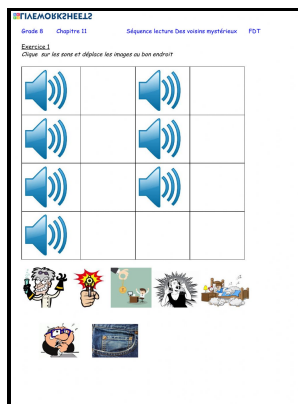 LIVEWORKSHEETS
Grade 8 Chapitre 11 Séquence lecture Des voisins mystérieux FDT
Exercice 1
Clique sur les sons et déplace les images au bon endroit